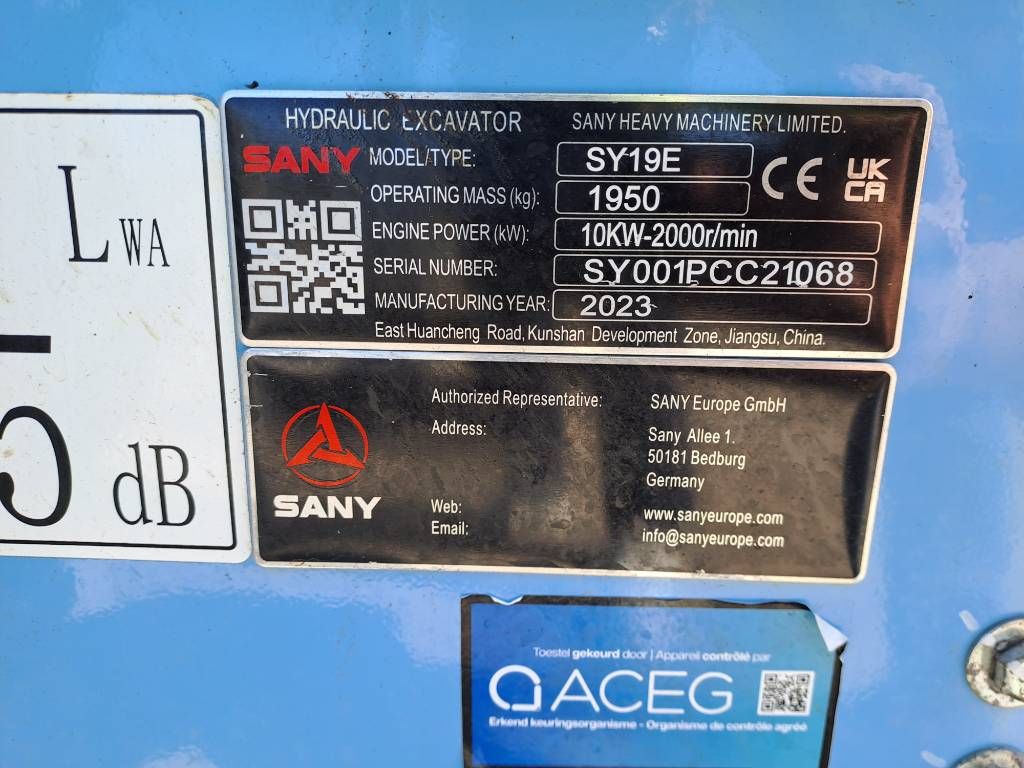 LWA
5 dB
HYDRAULIC EXCAVATOR SANY HEAVY MACHINERY LIMITED.
SANY MODEL/TYPE: SY19E CE UK CA
OPERATING MASS (kg): 1950
ENGINE POWER (kW): 10KW-2000r/min
SERIAL NUMBER: SY001PCC21068
MANUFACTURING YEAR: 2023
East Huancheng Road, Kunshan Development Zone, Jiangsu, China.
Authorized Representative: SANY Europe GmbH
Address: Sany Allee 1.
50181 Bedburg
Germany
SANY
Web: www.sanyeurope.com
Email: info@sanyeurope.com
Toestel gekeurd door | Appareil contrôlé par
ACEG
Erkend keuringsorganisme - Organisme de contrôle agréé